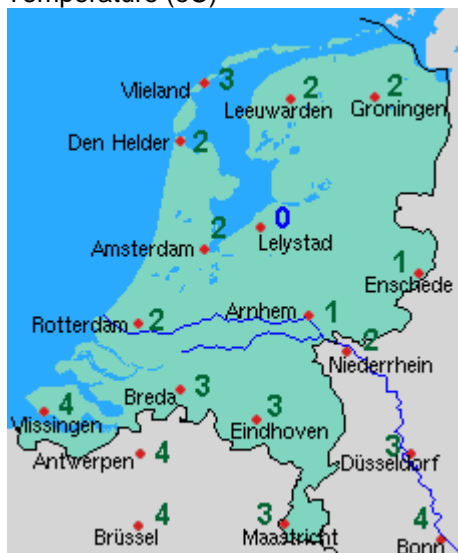 Temperature (oC)
Vlieland 3
Leeuwarden 2
Groningen 2
Den Helder 2
Amsterdam 2
Lelystad 0
Enschede 1
Rotterdam 2
Arnhem 1
Niederrhein 2
Breda 3
Vlissingen 4
Eindhoven 3
Antwerpen 4
Düsseldorf 3
Brüssel 4
Maastricht 3
Bonn 4